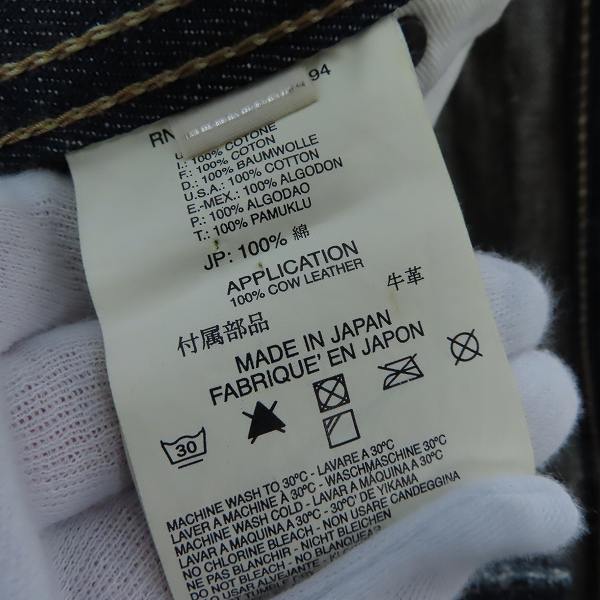 RN 94
I.: 100% COTONE
F.: 100% COTON
D.: 100% BAUMWOLLE
U.S.A.: 100% COTTON
E.-MEX.: 100% ALGODON
P.: 100% ALGODAO
T.: 100% PAMUKLU
JP: 100% 綿
APPLICATION
100% COW LEATHER
付属部品 牛革
MADE IN JAPAN
FABRIQUE' EN JAPON
30
MACHINE WASH TO 30°C - LAVARE A 30°C
LAVER A MACHINE À 30°C - WASCHMASCHINE 30°C
MACHINE WASH COLD - LAVAR A MAQUINA A 30°C
LAVAR A MAQUINA A 30°C - 30°C' DE YIKAMA
NO CHLORINE BLEACH - NON USARE CANDEGGINA
PAS BLANCHIR - NICHT BLEICHEN
DO NOT BLEACH - NO BLANQUEAR